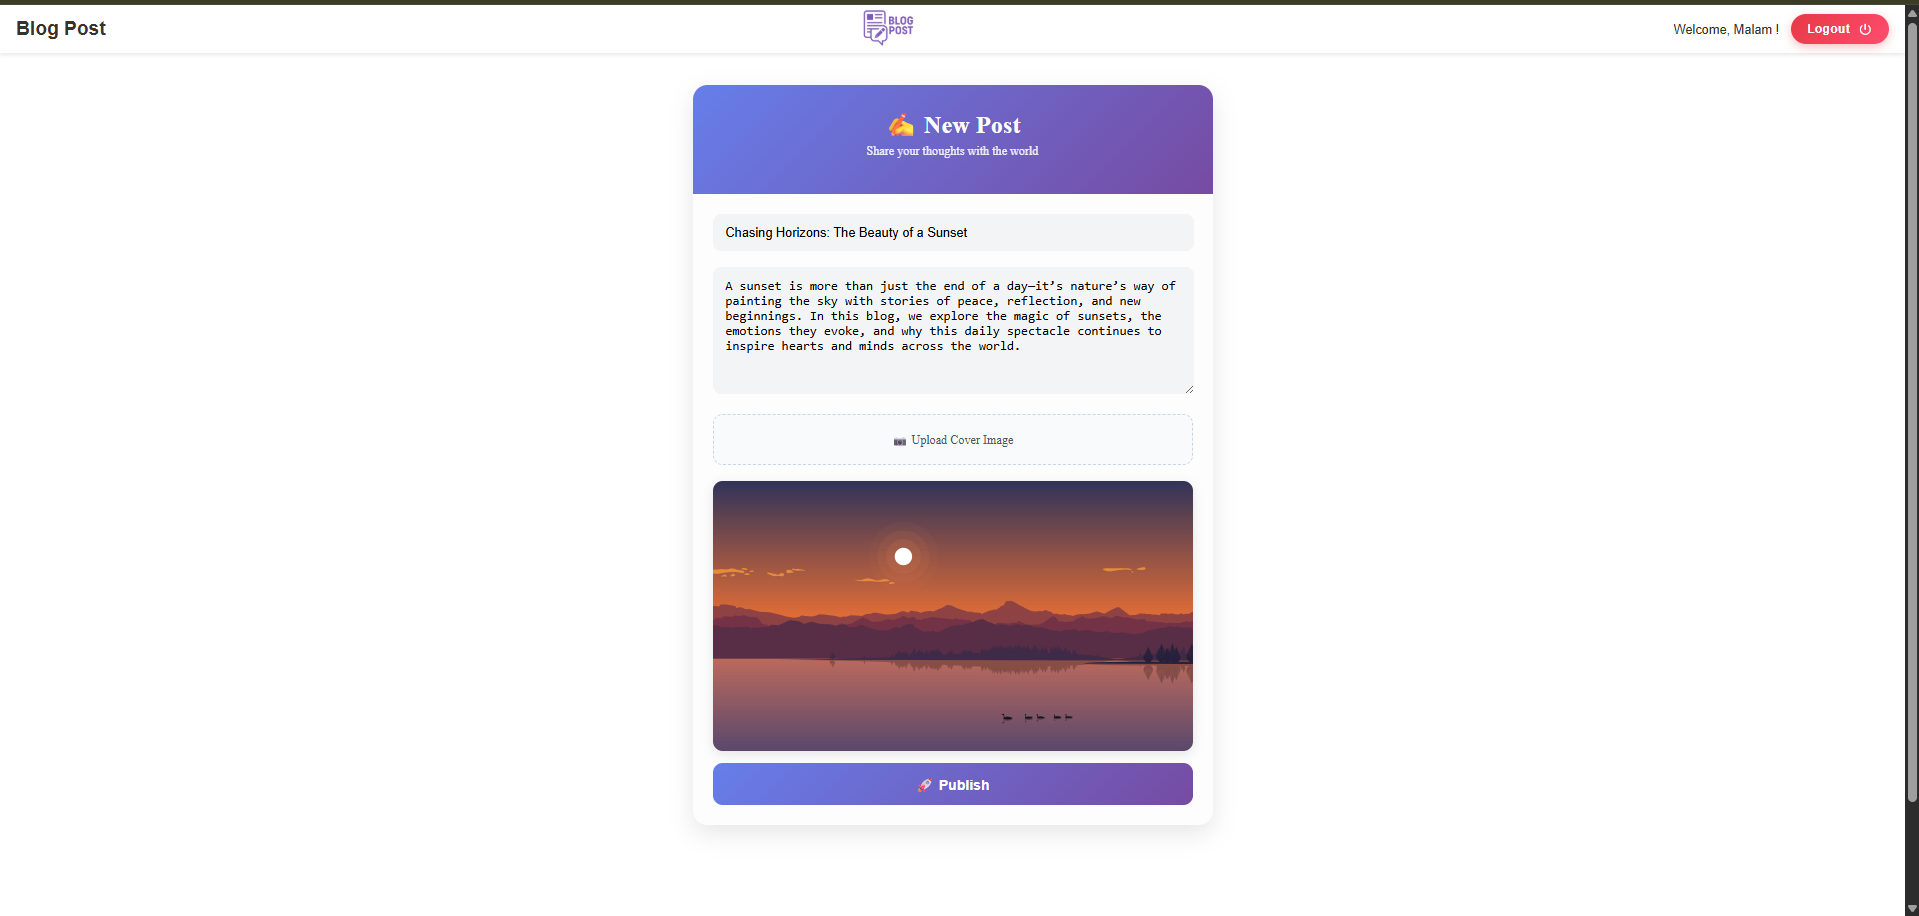 Blog Post
BLOG
POST
Welcome, Malam !
Logout
✍️ New Post
Share your thoughts with the world
Chasing Horizons: The Beauty of a Sunset
A sunset is more than just the end of a day—it’s nature’s way of
painting the sky with stories of peace, reflection, and new
beginnings. In this blog, we explore the magic of sunsets, the
emotions they evoke, and why this daily spectacle continues to
inspire hearts and minds across the world.
📷 Upload Cover Image
🚀 Publish